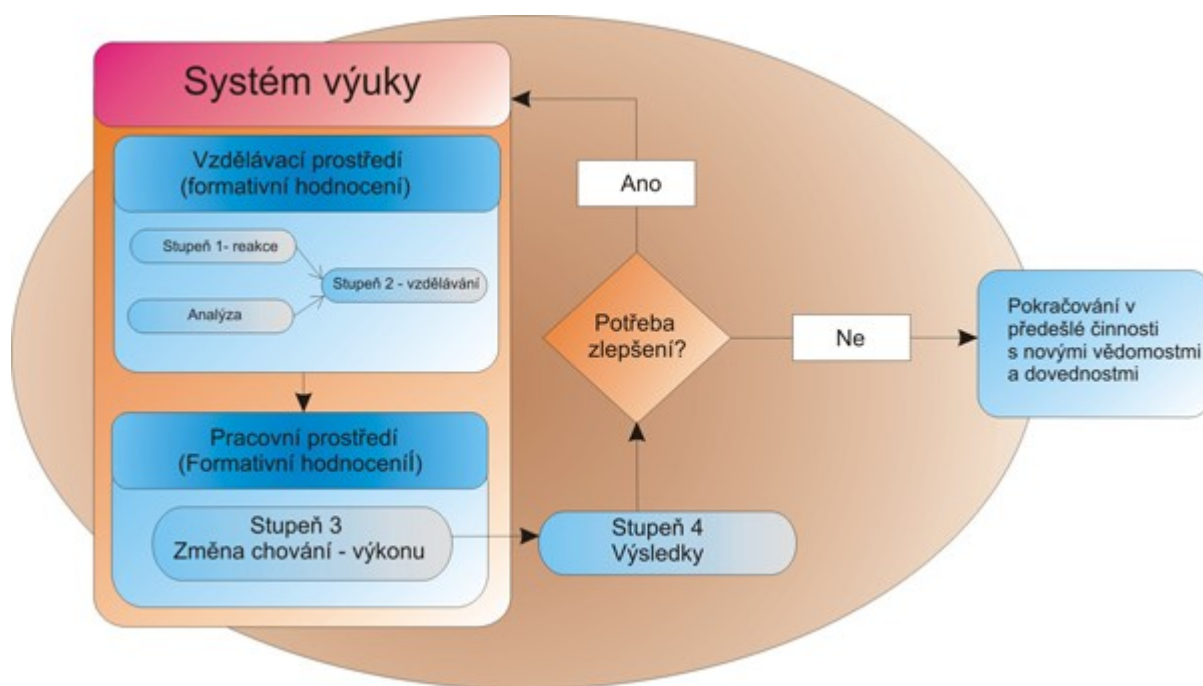 Systém výuky
Vzdělávací prostředí
(formativní hodnocení)
Stupeň 1- reakce
Stupeň 2 - vzdělávání
Analýza
Pracovní prostředí
(Formativní hodnoceníÍ)
Stupeň 3
Změna chování - výkonu
Stupeň 4
Výsledky
Potřeba
zlepšení?
Ano
Ne
Pokračování v
předešlé činnosti
s novými vědomostmi
a dovednostmi